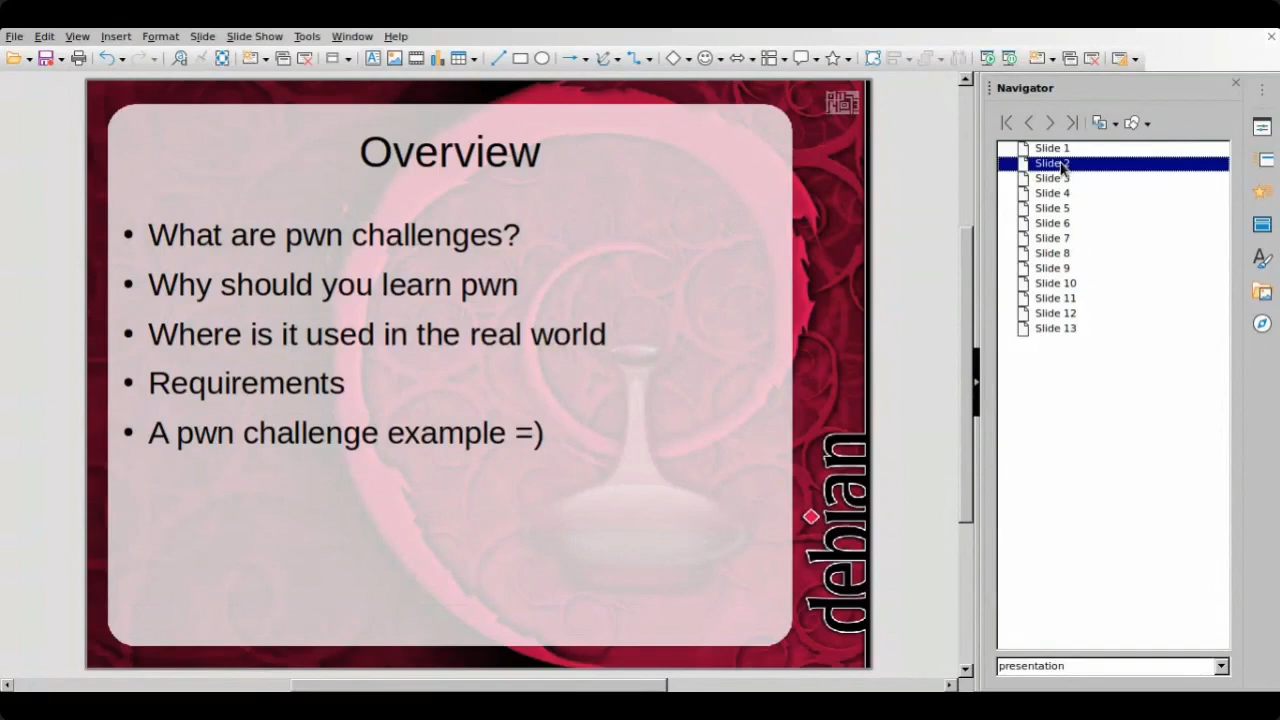 File Edit View Insert Format Slide Slide Show Tools Window Help
Navigator
Slide 1
Slide 2
Slide 3
Slide 4
Slide 5
Slide 6
Slide 7
Slide 8
Slide 9
Slide 10
Slide 11
Slide 12
Slide 13
presentation
Overview
• What are pwn challenges?
• Why should you learn pwn
• Where is it used in the real world
• Requirements
• A pwn challenge example =)
debian